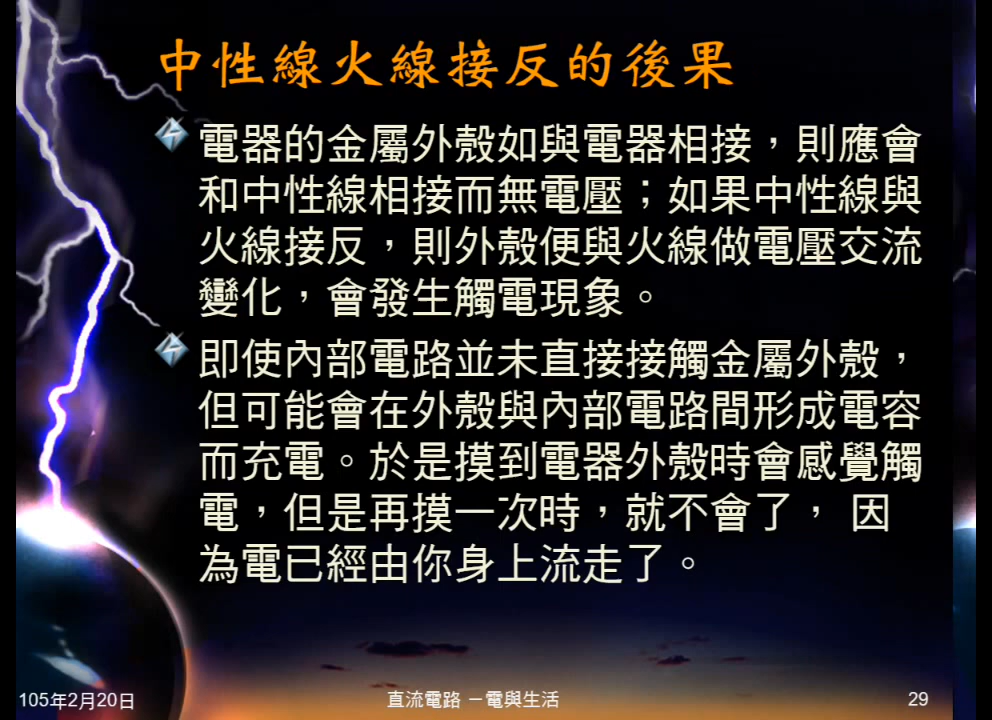 中性線火線接反的後果
電器的金屬外殼如與電器相接，則應會
和中性線相接而無電壓；如果中性線與
火線接反，則外殼便與火線做電壓交流
變化，會發生觸電現象。
即使內部電路並未直接接觸金屬外殼，
但可能會在外殼與內部電路間形成電容
而充電。於是摸到電器外殼時會感覺觸
電，但是再摸一次時，就不會了， 因
為電已經由你身上流走了。
105年2月20日
直流電路 －電與生活
29